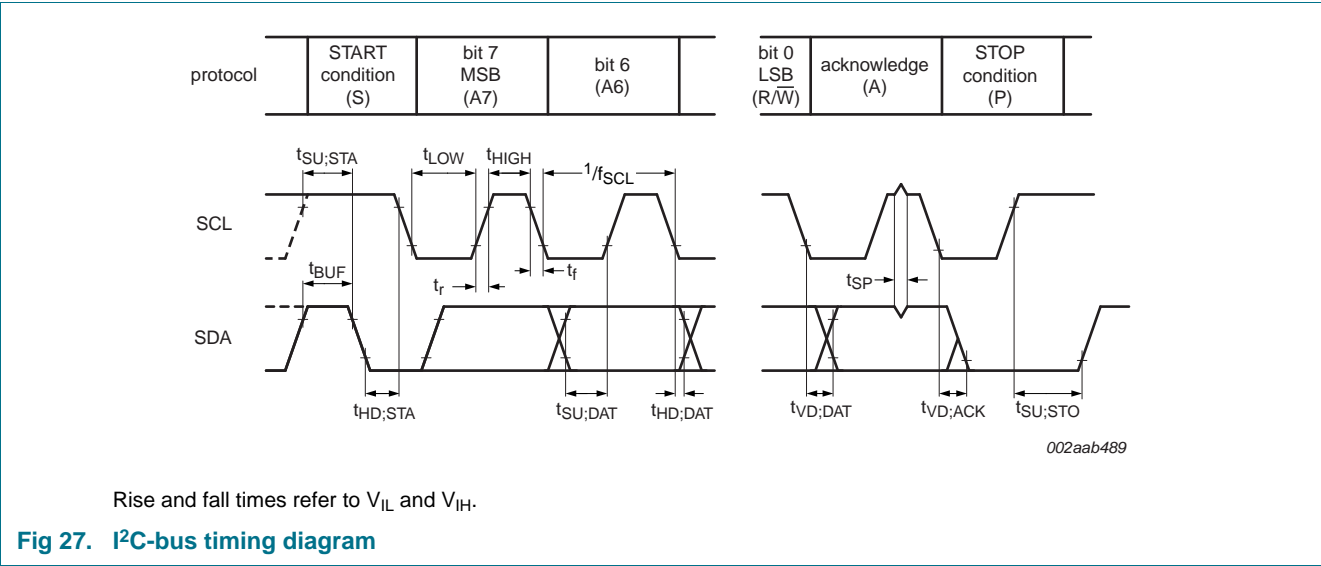 protocol
START
condition
(S)
bit 7
MSB
(A7)
bit 6
(A6)
bit 0
LSB
(R/W̅)
acknowledge
(A)
STOP
condition
(P)
tSU;STA
tLOW
tHIGH
1/fSCL
SCL
tBUF
tr
tf
tSP
SDA
tHD;STA
tSU;DAT
tHD;DAT
tVD;DAT
tVD;ACK
tSU;STO
002aab489
Rise and fall times refer to VIL and VIH.
Fig 27. I²C-bus timing diagram